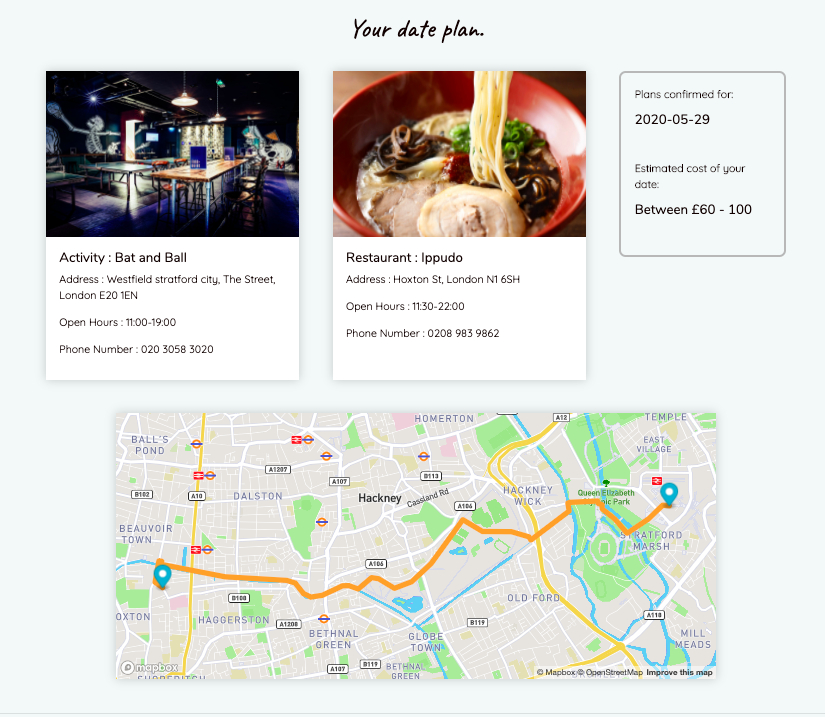 Your date plan.
Activity : Bat and Ball
Address : Westfield stratford city, The Street,
London E20 1EN
Open Hours : 11:00-19:00
Phone Number : 020 3058 3020
Restaurant : Ippudo
Address : Hoxton St, London N1 6SH
Open Hours : 11:30-22:00
Phone Number : 0208 983 9862
Plans confirmed for:
2020-05-29
Estimated cost of your
date:
Between £60 - 100
HOMERTON
A12
TEMPLE
BALL'S
POND
EAST
VILLAGE
A1207
A107
B113
Hackney
Cassland Rd
HACKNEY
WICK
Queen Elizabeth
pic Park
B102
A10
DALSTON
A106
BEAUVOIR
TOWN
STRATFORD
MARSH
A106
B108
OLD FORD
OXTON
HAGGERSTON
A1208
B119
A118
BETHNAL
GREEN
GLOBE
TOWN
MILL
MEADS
A107
B119
BETHNAL
GREEN
mapbox
SHOREDITCH
© Mapbox © OpenStreetMap Improve this map